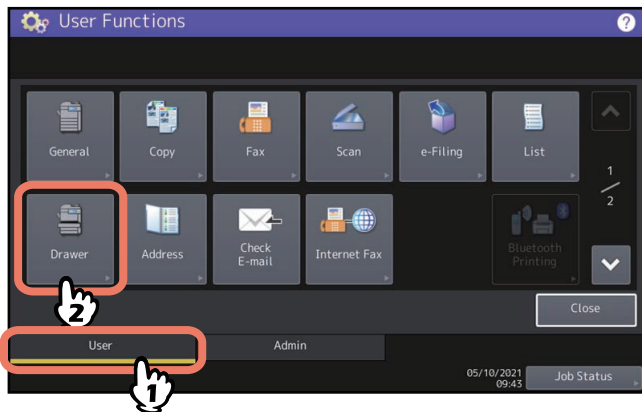 User Functions
?
General
Copy
Fax
Scan
e-Filing
List
1
2
Drawer
Address
Check
E-mail
Internet Fax
Bluetooth
Printing
2
Close
User
Admin
1
05/10/2021
09:43
Job Status